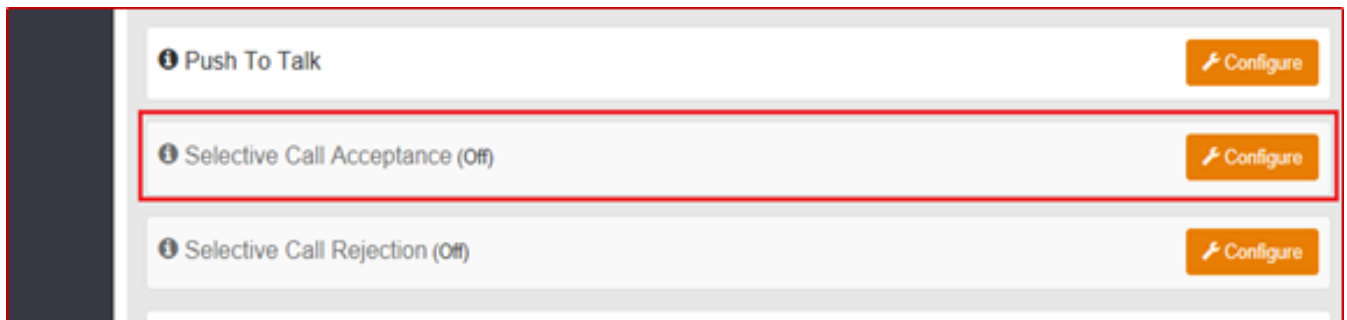 Push To Talk Configure
Selective Call Acceptance (Off) Configure
Selective Call Rejection (Off) Configure